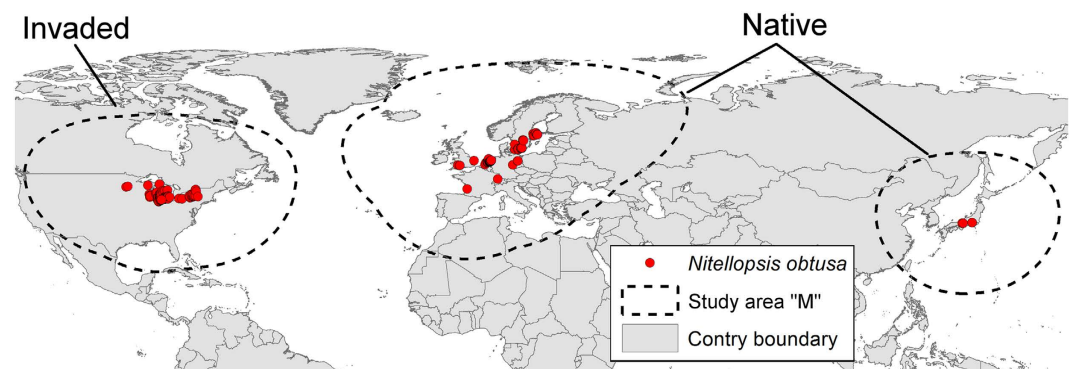 Invaded
Native
Nitellopsis obtusa
Study area "M"
Contry boundary